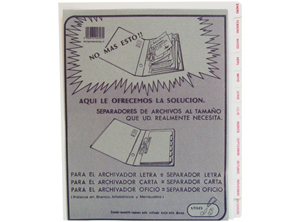 NO MAS ESTO!!
AQUI LE OFRECEMOS LA SOLUCION.
SEPARADORES DE ARCHIVOS AL TAMAÑO
QUE UD. REALMENTE NECESITA.
PARA EL ARCHIVADOR LETRA = SEPARADOR LETRA
PARA EL ARCHIVADOR CARTA = SEPARADOR CARTA
PARA EL ARCHIVADOR OFICIO = SEPARADOR OFICIO